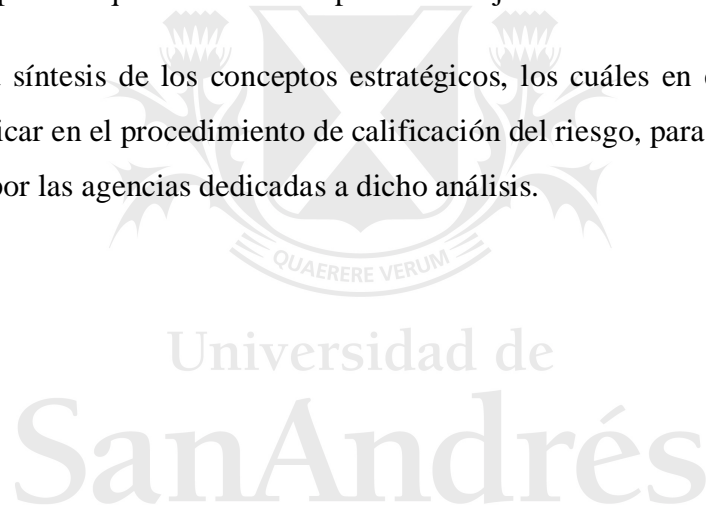 síntesis de los conceptos estratégicos, los cuáles en
icar en el procedimiento de calificación del riesgo, para
por las agencias dedicadas a dicho análisis.
QUAERERE VERUM
Universidad de
SanAndrés